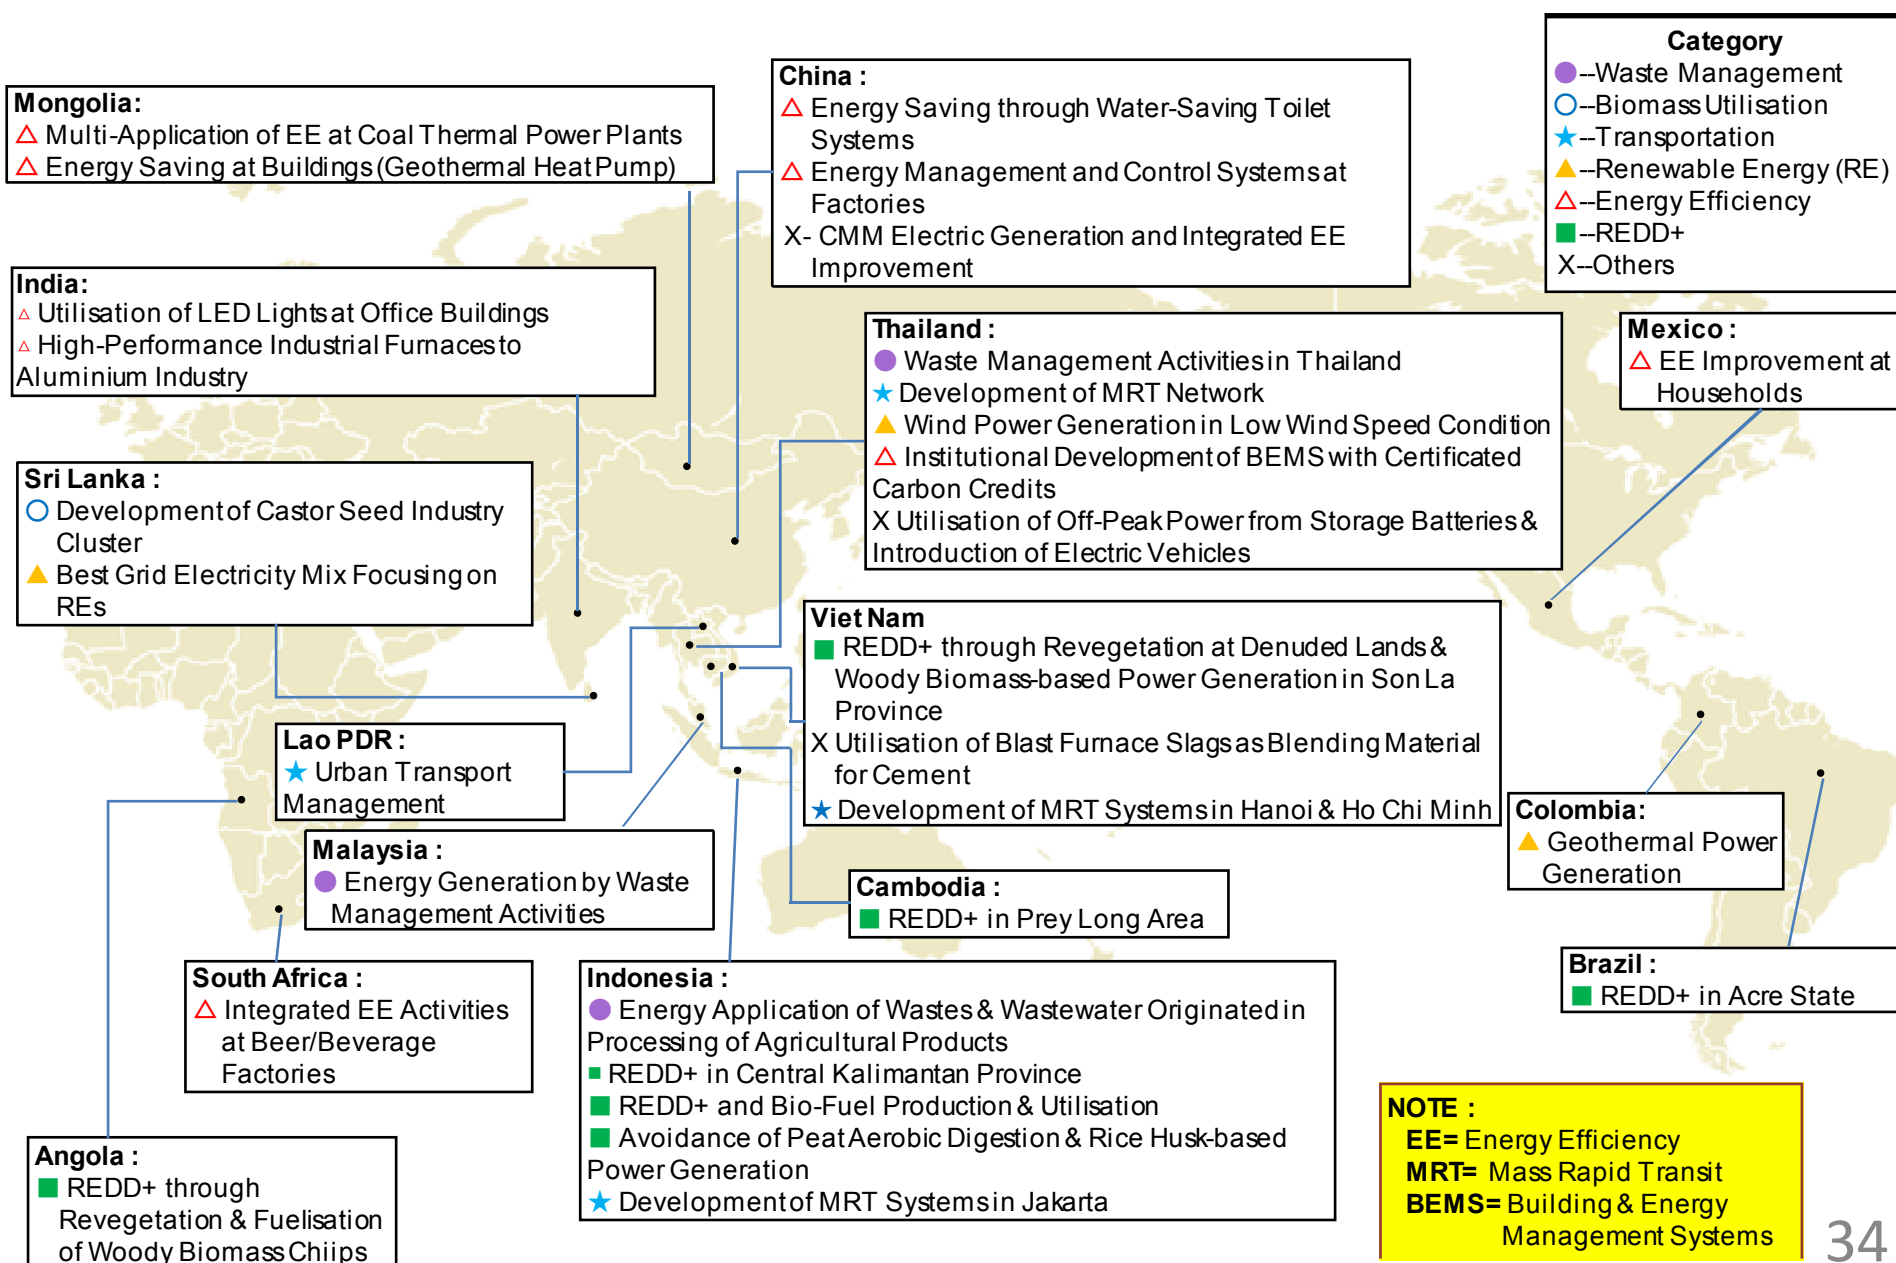 Category
--Waste Management
--Biomass Utilisation
--Transportation
--Renewable Energy (RE)
--Energy Efficiency
--REDD+
X--Others
Mongolia:
Multi-Application of EE at Coal Thermal Power Plants
Energy Saving at Buildings (Geothermal Heat Pump)
China :
Energy Saving through Water-Saving Toilet
Systems
Energy Management and Control Systems at
Factories
X- CMM Electric Generation and Integrated EE
Improvement
India:
Utilisation of LED Lights at Office Buildings
High-Performance Industrial Furnaces to
Aluminium Industry
Thailand :
Waste Management Activities in Thailand
Development of MRT Network
Wind Power Generation in Low Wind Speed Condition
Institutional Development of BEMS with Certificated
Carbon Credits
X Utilisation of Off-Peak Power from Storage Batteries &
Introduction of Electric Vehicles
Mexico :
EE Improvement at
Households
Sri Lanka :
Development of Castor Seed Industry
Cluster
Best Grid Electricity Mix Focusing on
REs
Viet Nam
REDD+ through Revegetation at Denuded Lands &
Woody Biomass-based Power Generation in Son La
Province
X Utilisation of Blast Furnace Slags as Blending Material
for Cement
Development of MRT Systems in Hanoi & Ho Chi Minh
Lao PDR :
Urban Transport
Management
Colombia:
Geothermal Power
Generation
Malaysia :
Energy Generation by Waste
Management Activities
Cambodia :
REDD+ in Prey Long Area
South Africa :
Integrated EE Activities
at Beer/Beverage
Factories
Indonesia :
Energy Application of Wastes & Wastewater Originated in
Processing of Agricultural Products
REDD+ in Central Kalimantan Province
REDD+ and Bio-Fuel Production & Utilisation
Avoidance of Peat Aerobic Digestion & Rice Husk-based
Power Generation
Development of MRT Systems in Jakarta
Brazil :
REDD+ in Acre State
Angola :
REDD+ through
Revegetation & Fuelisation
of Woody Biomass Chiips
NOTE :
EE= Energy Efficiency
MRT= Mass Rapid Transit
BEMS= Building & Energy
Management Systems
34